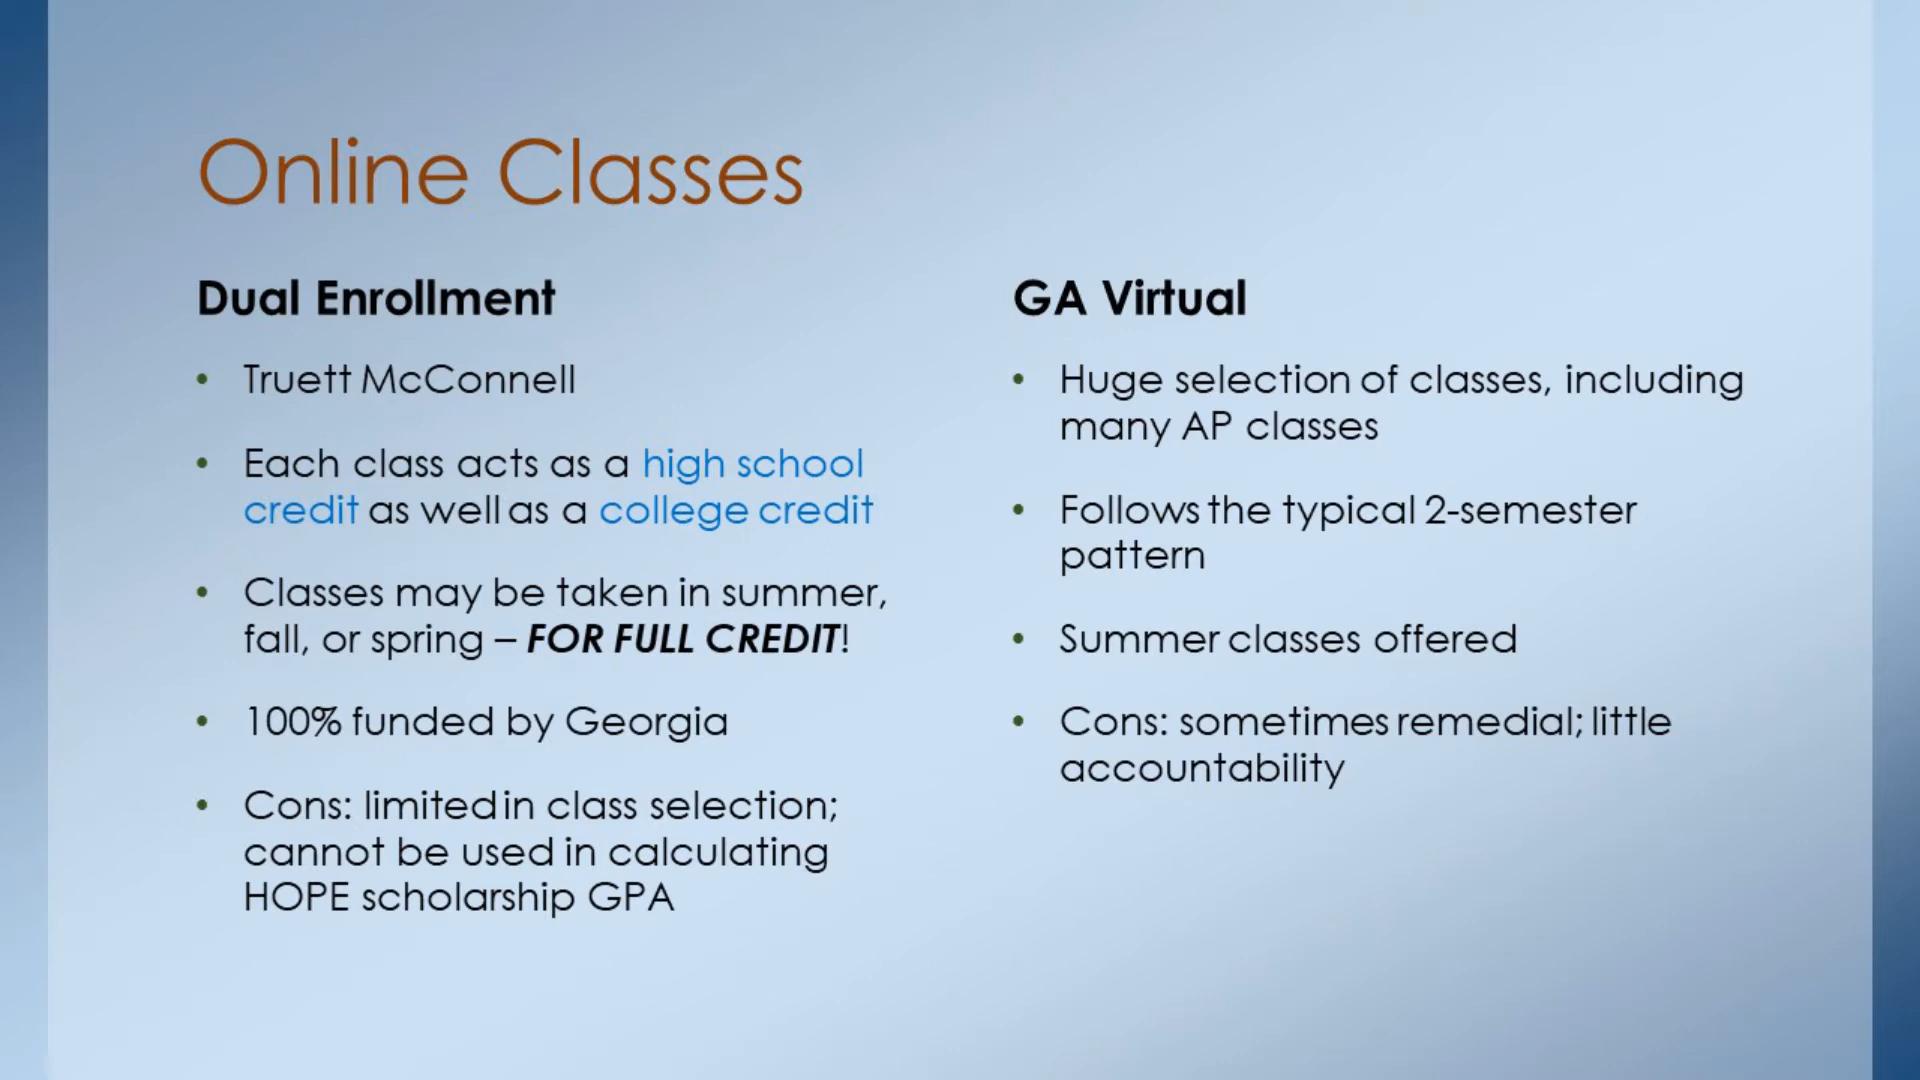 Online Classes
Dual Enrollment
• Truett McConnell
• Each class acts as a high school
credit as well as a college credit
• Classes may be taken in summer,
fall, or spring – FOR FULL CREDIT!
• 100% funded by Georgia
• Cons: limited in class selection;
cannot be used in calculating
HOPE scholarship GPA
GA Virtual
• Huge selection of classes, including
many AP classes
• Follows the typical 2-semester
pattern
• Summer classes offered
• Cons: sometimes remedial; little
accountability